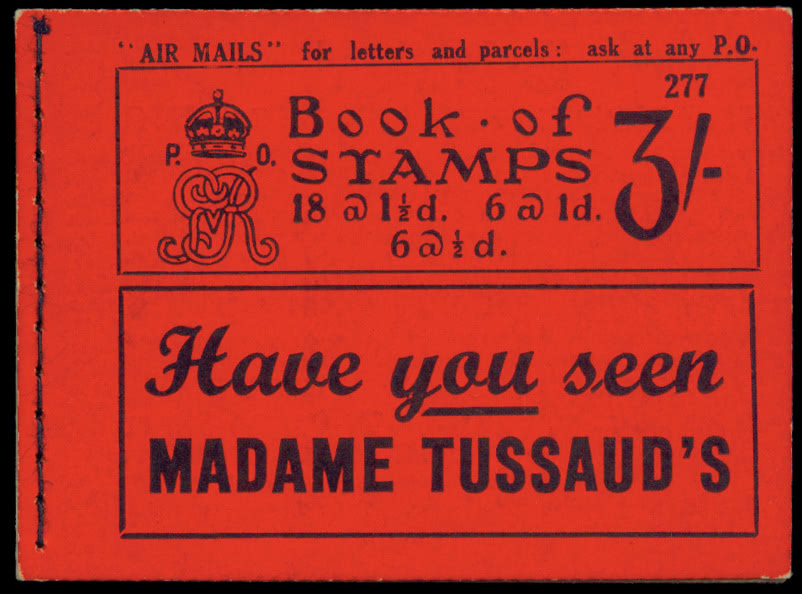 "AIR MAILS" for letters and parcels: ask at any P.O.
277
Book · of
STAMPS
3/-
P. O.
18 @ 1½d. 6 @ 1d.
6 @ ½d.
Have you seen
MADAME TUSSAUD'S